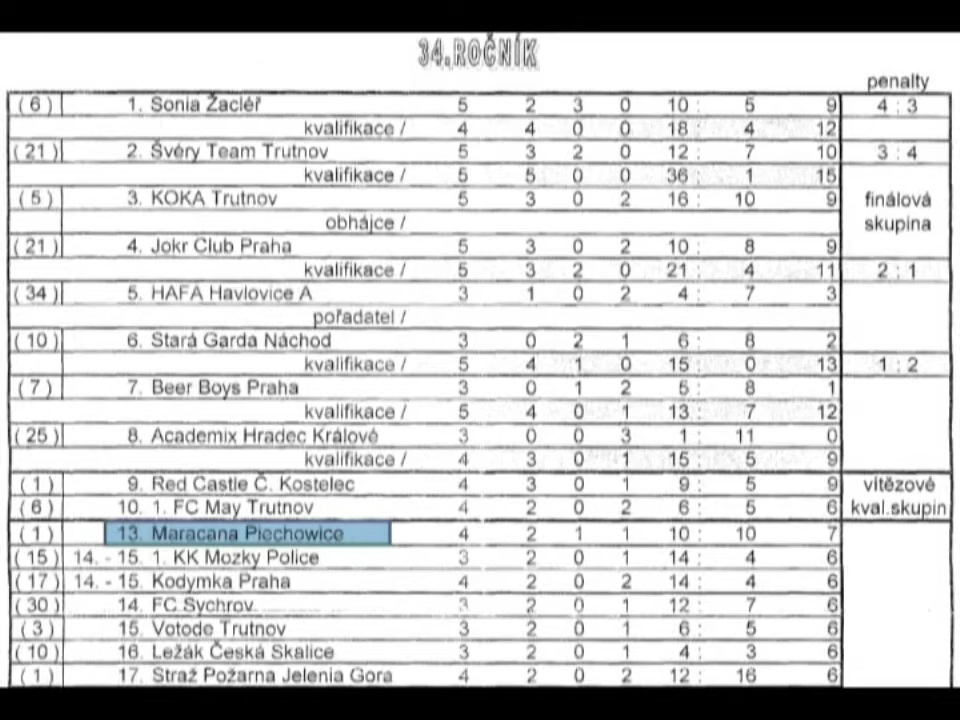 34.ROČNÍK
penalty
( 6 ) 1. Sonia Žacléř 5 2 3 0 10 : 5 9 4 : 3
kvalifikace / 4 4 0 0 18 4 12
( 21 ) 2. Švéry Team Trutnov 5 3 2 0 12 : 7 10 3 : 4
kvalifikace / 5 5 0 0 36 1 15
( 5 ) 3. KOKA Trutnov 5 3 0 2 16 : 10 9 finálová
obhájce / skupina
( 21 ) 4. Jokr Club Praha 5 3 0 2 10 : 8 9
kvalifikace / 5 3 2 0 21 : 4 11 2 : 1
( 34 ) 5. HAFA Havlovice A 3 1 0 2 4 : 7 3
pořadatel /
( 10 ) 6. Stará Garda Náchod 3 0 2 1 6 : 8 2
kvalifikace / 5 4 1 0 15 : 0 13 1 : 2
( 7 ) 7. Beer Boys Praha 3 0 1 2 5 : 8 1
kvalifikace / 5 4 0 1 13 : 7 12
( 25 ) 8. Academix Hradec Králové 3 0 0 3 1 : 11 0
kvalifikace / 4 3 0 1 15 : 5 9
( 1 ) 9. Red Castle Č. Kostelec 4 3 0 1 9 : 5 9 vítězové
( 6 ) 10. 1. FC May Trutnov 4 2 0 2 6 : 5 6 kval.skupin
( 1 ) 13. Maracana Piechowice 4 2 1 1 10 : 10 7
( 15 ) 14. - 15. 1. KK Mozky Police 3 2 0 1 14 : 4 6
( 17 ) 14. - 15. Kodymka Praha 4 2 0 2 14 : 4 6
( 30 ) 14. FC Sychrov 3 2 0 1 12 : 7 6
( 3 ) 15. Votode Trutnov 3 2 0 1 6 : 5 6
( 10 ) 16. Ležák Česká Skalice 3 2 0 1 4 : 3 6
( 1 ) 17. Straž Požarna Jelenia Gora 4 2 0 2 12 : 16 6